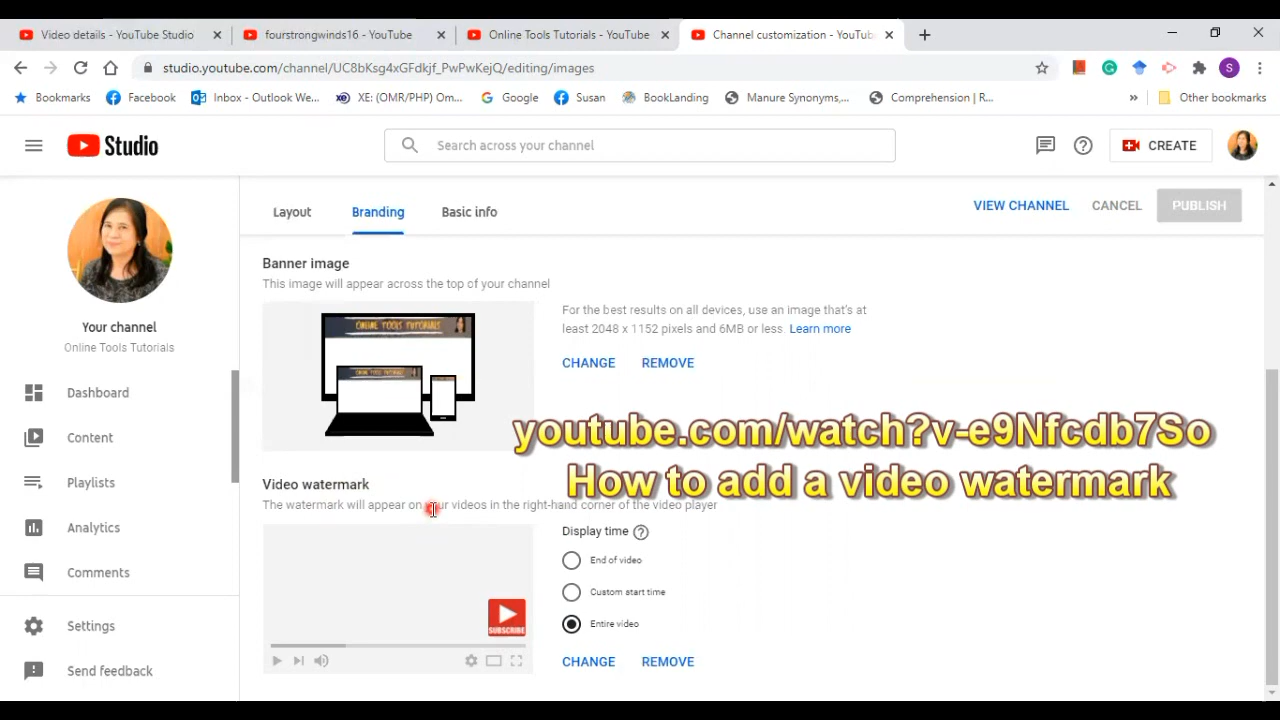 Video details - YouTube Studio
fourstrongwinds16 - YouTube
Online Tools Tutorials - YouTube
Channel customization - YouTub
studio.youtube.com/channel/UC8bKsg4xGFdkjf_PwPwKejQ/editing/images
S
Bookmarks
Facebook
Inbox - Outlook We...
XE: (OMR/PHP) Om...
Google
Susan
BookLanding
Manure Synonyms,...
Comprehension | R...
»
Other bookmarks
Studio
Search across your channel
CREATE
Layout
Branding
Basic info
VIEW CHANNEL
CANCEL
PUBLISH
Your channel
Online Tools Tutorials
Dashboard
Content
Playlists
Analytics
Comments
Settings
Send feedback
Banner image
This image will appear across the top of your channel
ONLINE TOOLS TUTORIALS
ONLINE TOOLS TUTORIALS
For the best results on all devices, use an image that's at
least 2048 x 1152 pixels and 6MB or less. Learn more
CHANGE
REMOVE
youtube.com/watch?v-e9Nfcdb7So
How to add a video watermark
Video watermark
The watermark will appear on your videos in the right-hand corner of the video player
SUBSCRIBE
Display time
End of video
Custom start time
Entire video
CHANGE
REMOVE